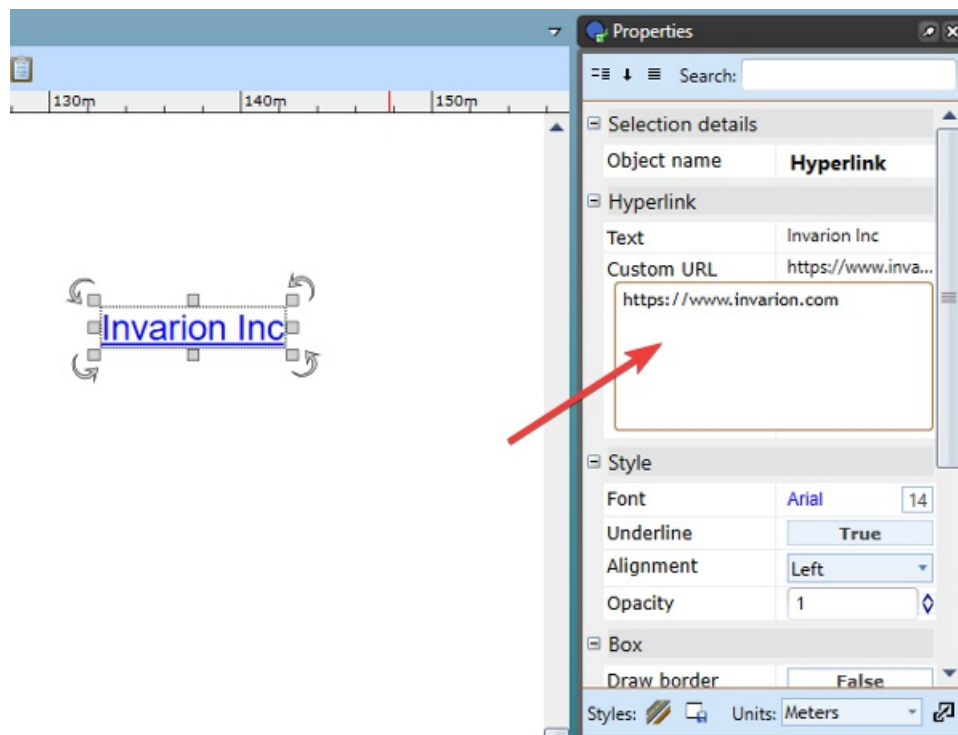 Properties
Search:
130m 140m 150m
Selection details
Object name Hyperlink
Hyperlink
Text Invarion Inc
Custom URL https://www.inva...
https://www.invarion.com
Invarion Inc
Style
Font Arial 14
Underline True
Alignment Left
Opacity 1
Box
Draw border False
Styles: Units: Meters